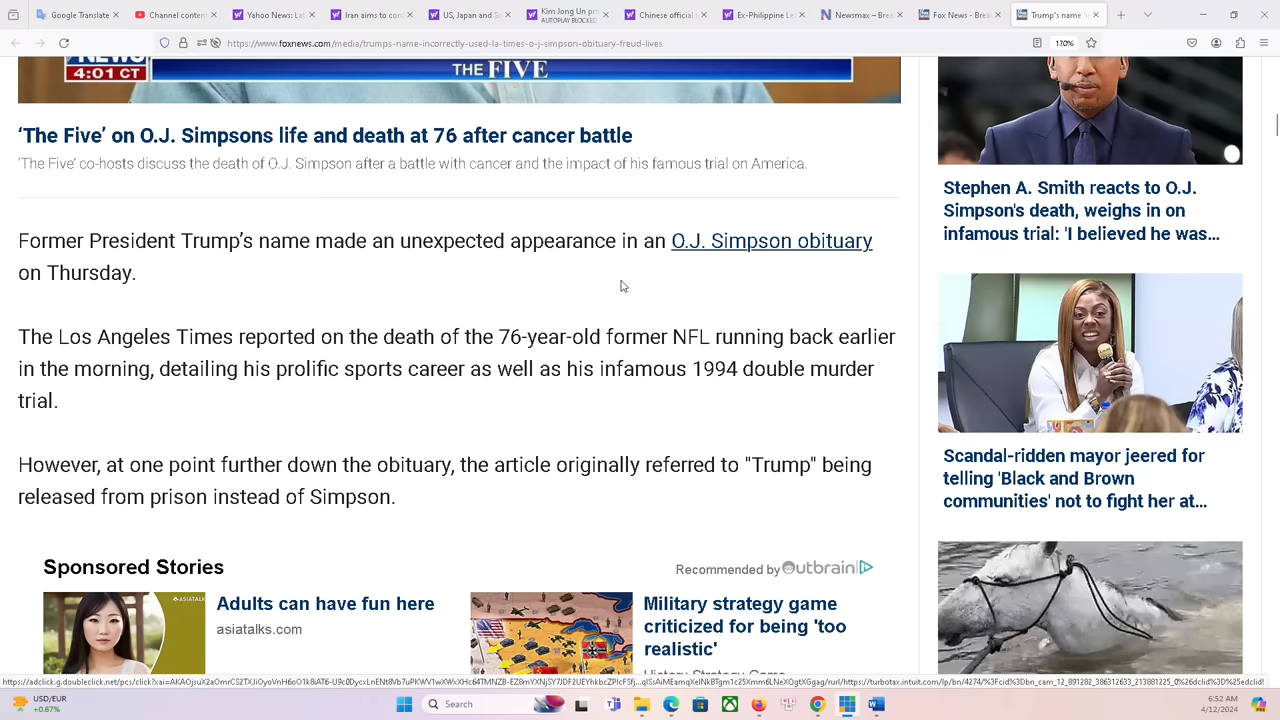 Google Translate
Channel content
Yahoo News: Lat
Iran aims to con
US, Japan and S
Kim Jong Un pr
AUTOPLAY BLOCKED
Chinese official
Ex-Philippine Le
Newsmax – Brea
Fox News - Brea
Trump's name 'i
https://www.foxnews.com/media/trumps-name-incorrectly-used-la-times-o-j-simpson-obituary-freud-lives
170%
NEWS
4:01 CT
THE FIVE
‘The Five’ on O.J. Simpsons life and death at 76 after cancer battle
'The Five' co-hosts discuss the death of O.J. Simpson after a battle with cancer and the impact of his famous trial on America.
Former President Trump’s name made an unexpected appearance in an O.J. Simpson obituary
on Thursday.
The Los Angeles Times reported on the death of the 76-year-old former NFL running back earlier
in the morning, detailing his prolific sports career as well as his infamous 1994 double murder
trial.
However, at one point further down the obituary, the article originally referred to "Trump" being
released from prison instead of Simpson.
Sponsored Stories
Recommended by Outbrain
ASIATALKS
Adults can have fun here
asiatalks.com
Military strategy game
criticized for being 'too
realistic'
History Strategy Game
Stephen A. Smith reacts to O.J.
Simpson's death, weighs in on
infamous trial: 'I believed he was...
Scandal-ridden mayor jeered for
telling 'Black and Brown
communities' not to fight her at...
USD/EUR
+0.67%
Search
6:52 AM
4/12/2024